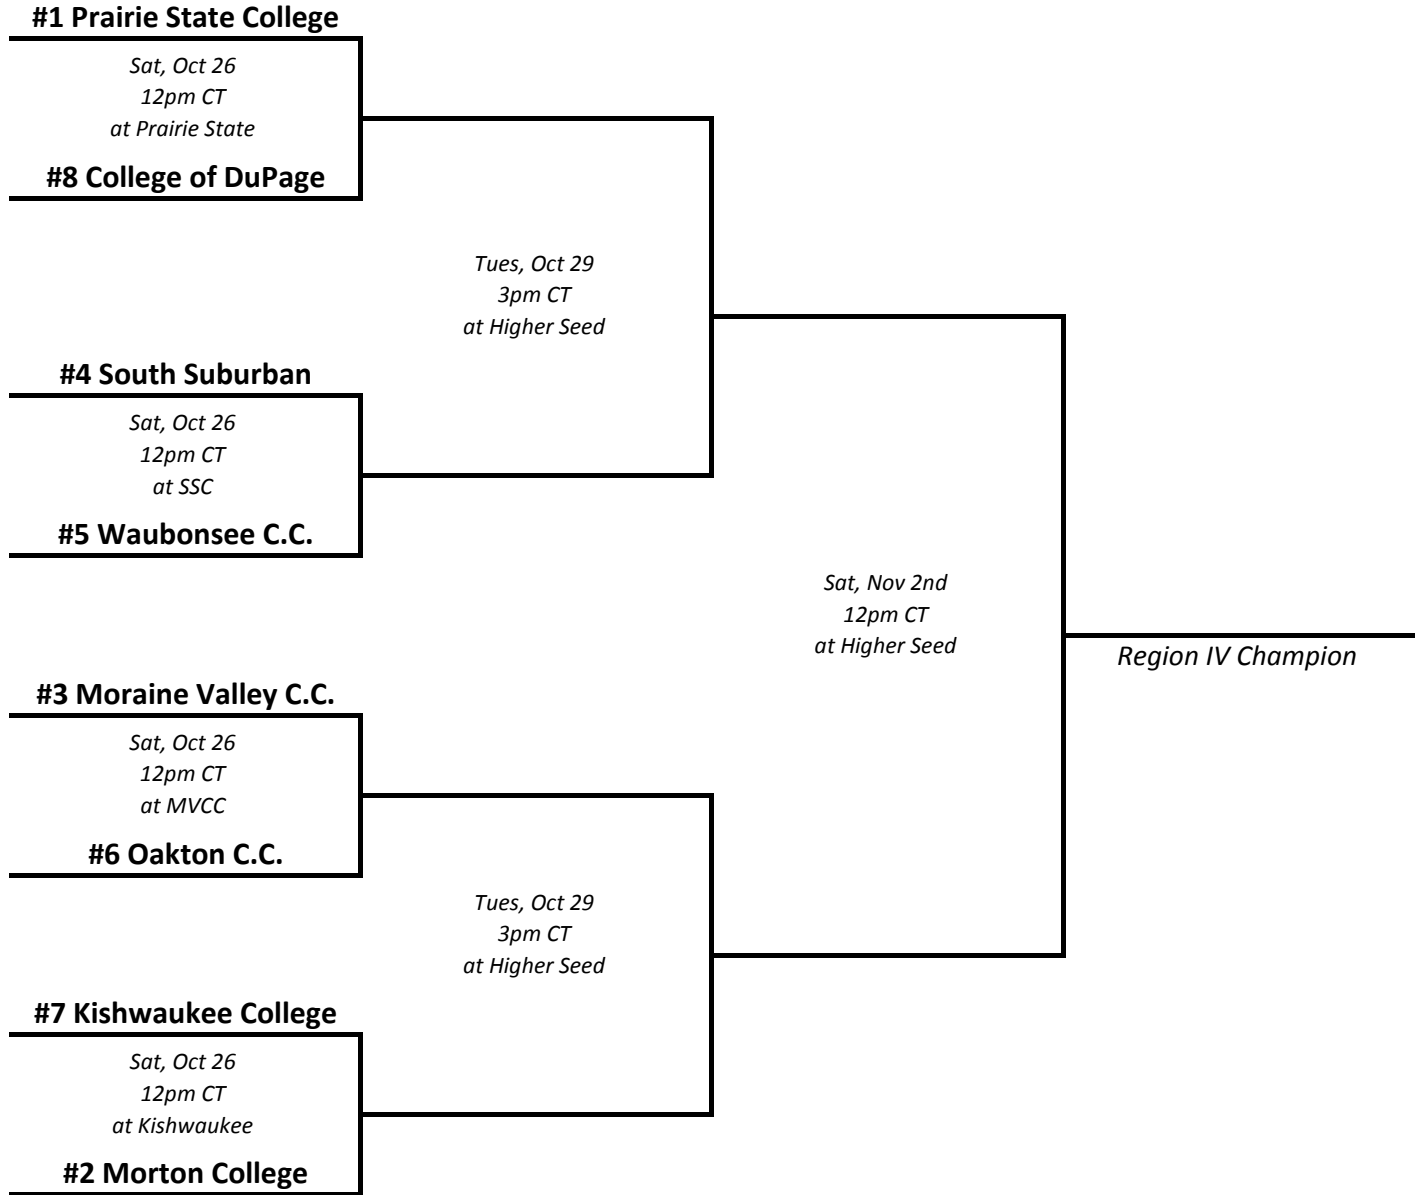 #1 Prairie State College
Sat, Oct 26
12pm CT
at Prairie State
#8 College of DuPage
Tues, Oct 29
3pm CT
at Higher Seed
#4 South Suburban
Sat, Oct 26
12pm CT
at SSC
#5 Waubonsee C.C.
Sat, Nov 2nd
12pm CT
at Higher Seed
Region IV Champion
#3 Moraine Valley C.C.
Sat, Oct 26
12pm CT
at MVCC
#6 Oakton C.C.
Tues, Oct 29
3pm CT
at Higher Seed
#7 Kishwaukee College
Sat, Oct 26
12pm CT
at Kishwaukee
#2 Morton College